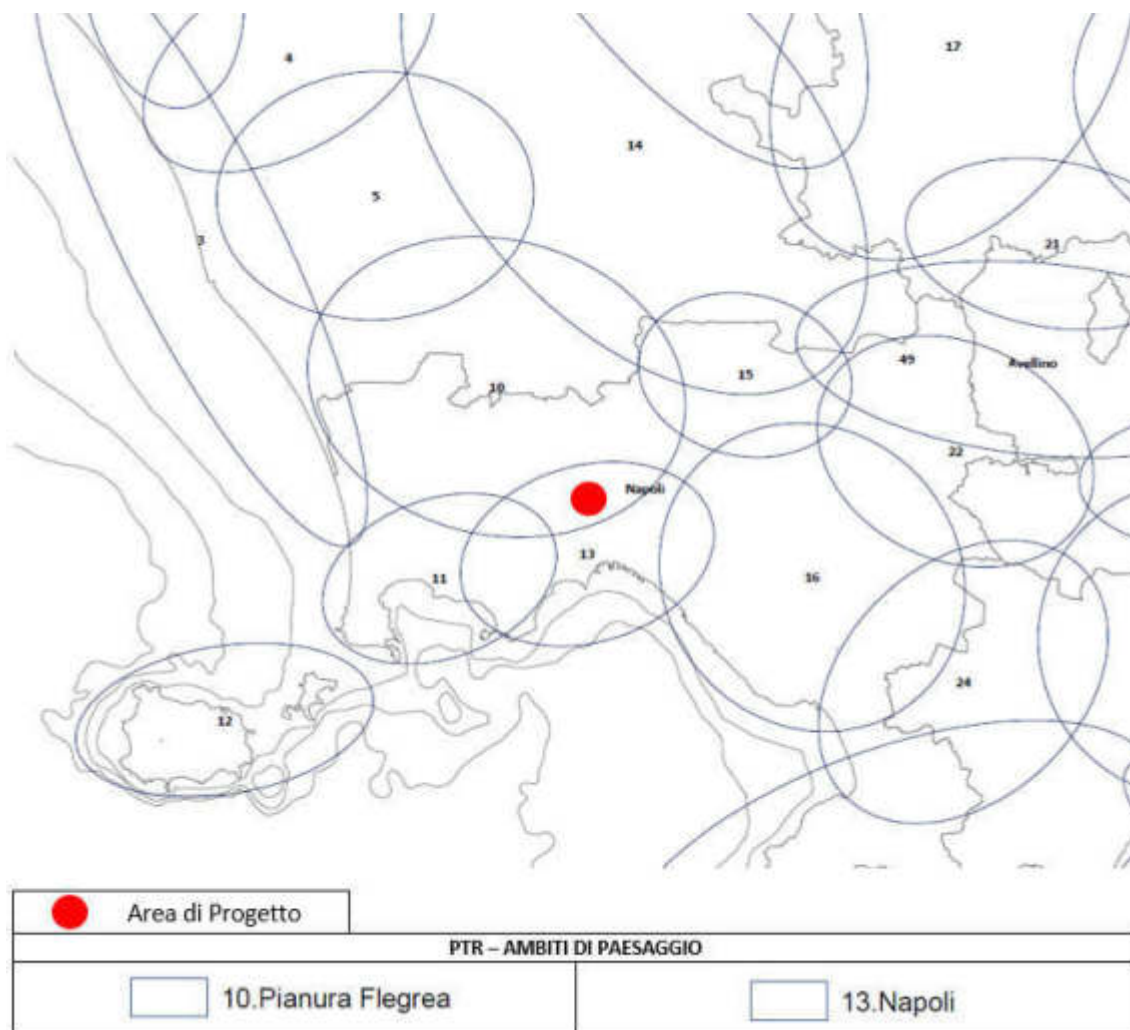 4
17
14
5
3
21
10
15
49
Avellino
22
Napoli
13
11
16
24
12
Area di Progetto
PTR – AMBITI DI PAESAGGIO
10.Pianura Flegrea
13.Napoli